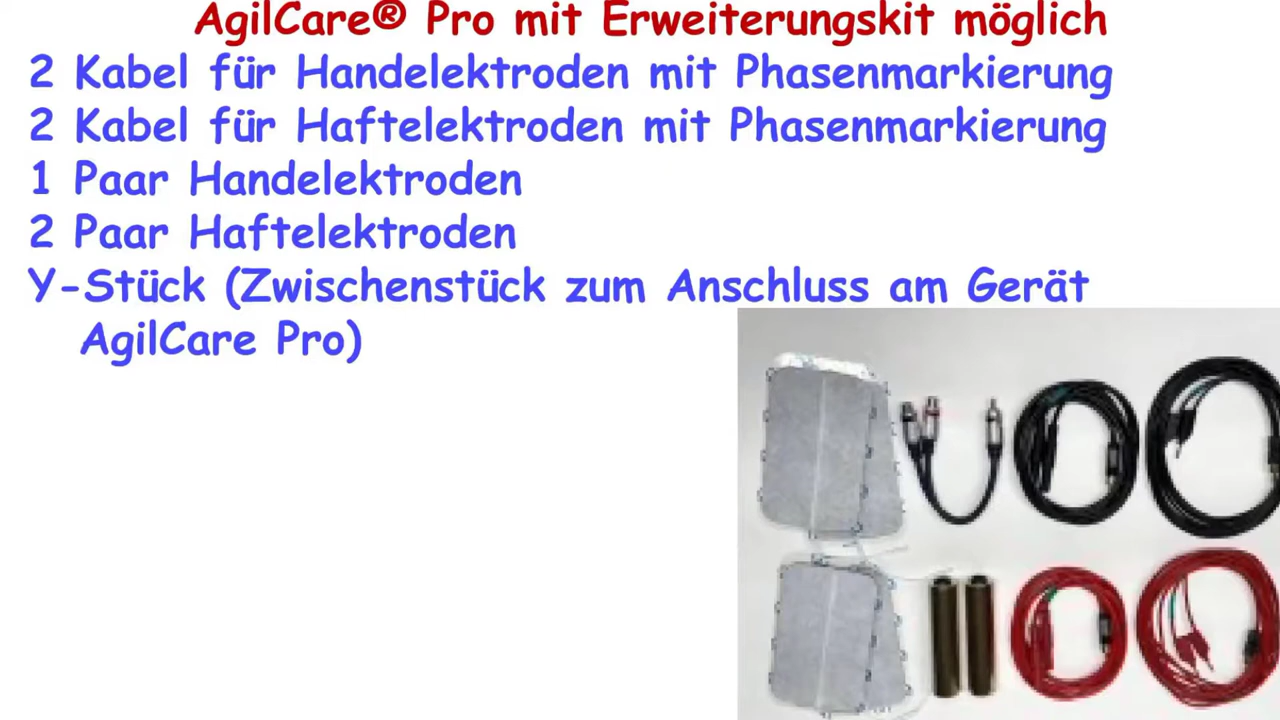 AgilCare® Pro mit Erweiterungskit möglich
2 Kabel für Handelektroden mit Phasenmarkierung
2 Kabel für Haftelektroden mit Phasenmarkierung
1 Paar Handelektroden
2 Paar Haftelektroden
Y-Stück (Zwischenstück zum Anschluss am Gerät
AgilCare Pro)